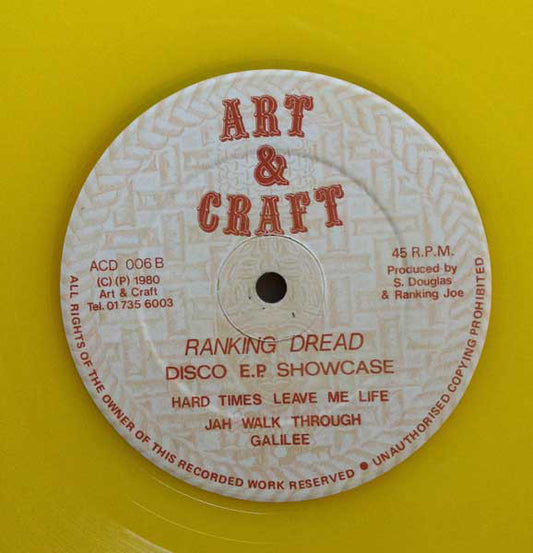 ART
&
CRAFT
ACD 006 B
(C) (P) 1980
Art & Craft
Tel. 01 735 6003
45 R.P.M.
Produced by
S. Douglas
& Ranking Joe
RANKING DREAD
DISCO E.P SHOWCASE
HARD TIMES LEAVE ME LIFE
JAH WALK THROUGH
GALILEE
ALL RIGHTS OF THE OWNER OF THIS RECORDED WORK RESERVED ● UNAUTHORISED COPYING PROHIBITED